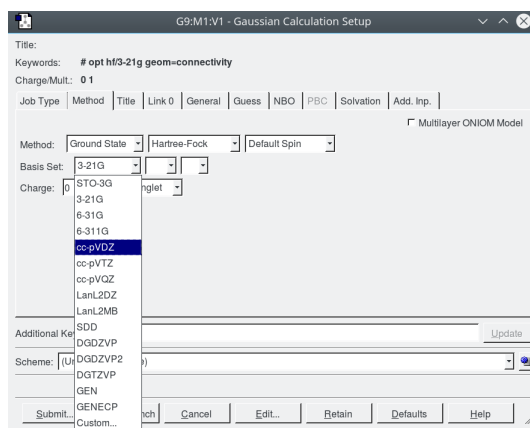 G9:M1:V1 - Gaussian Calculation Setup
Title:
Keywords: # opt hf/3-21g geom=connectivity
Charge/Mult.: 0 1
Job Type Method Title Link 0 General Guess NBO PBC Solvation Add. Inp.
Multilayer ONIOM Model
Method: Ground State Hartree-Fock Default Spin
Basis Set: 3-21G
Charge: 0 nglet
STO-3G
3-21G
6-31G
6-311G
cc-pVDZ
cc-pVTZ
cc-pVQZ
LanL2DZ
LanL2MB
SDD
DGDZVP
DGDZVP2
DGTZVP
GEN
GENECP
Custom...
Additional Ke Update
Scheme: (Un e)
Submit... nch Cancel Edit... Retain Defaults Help